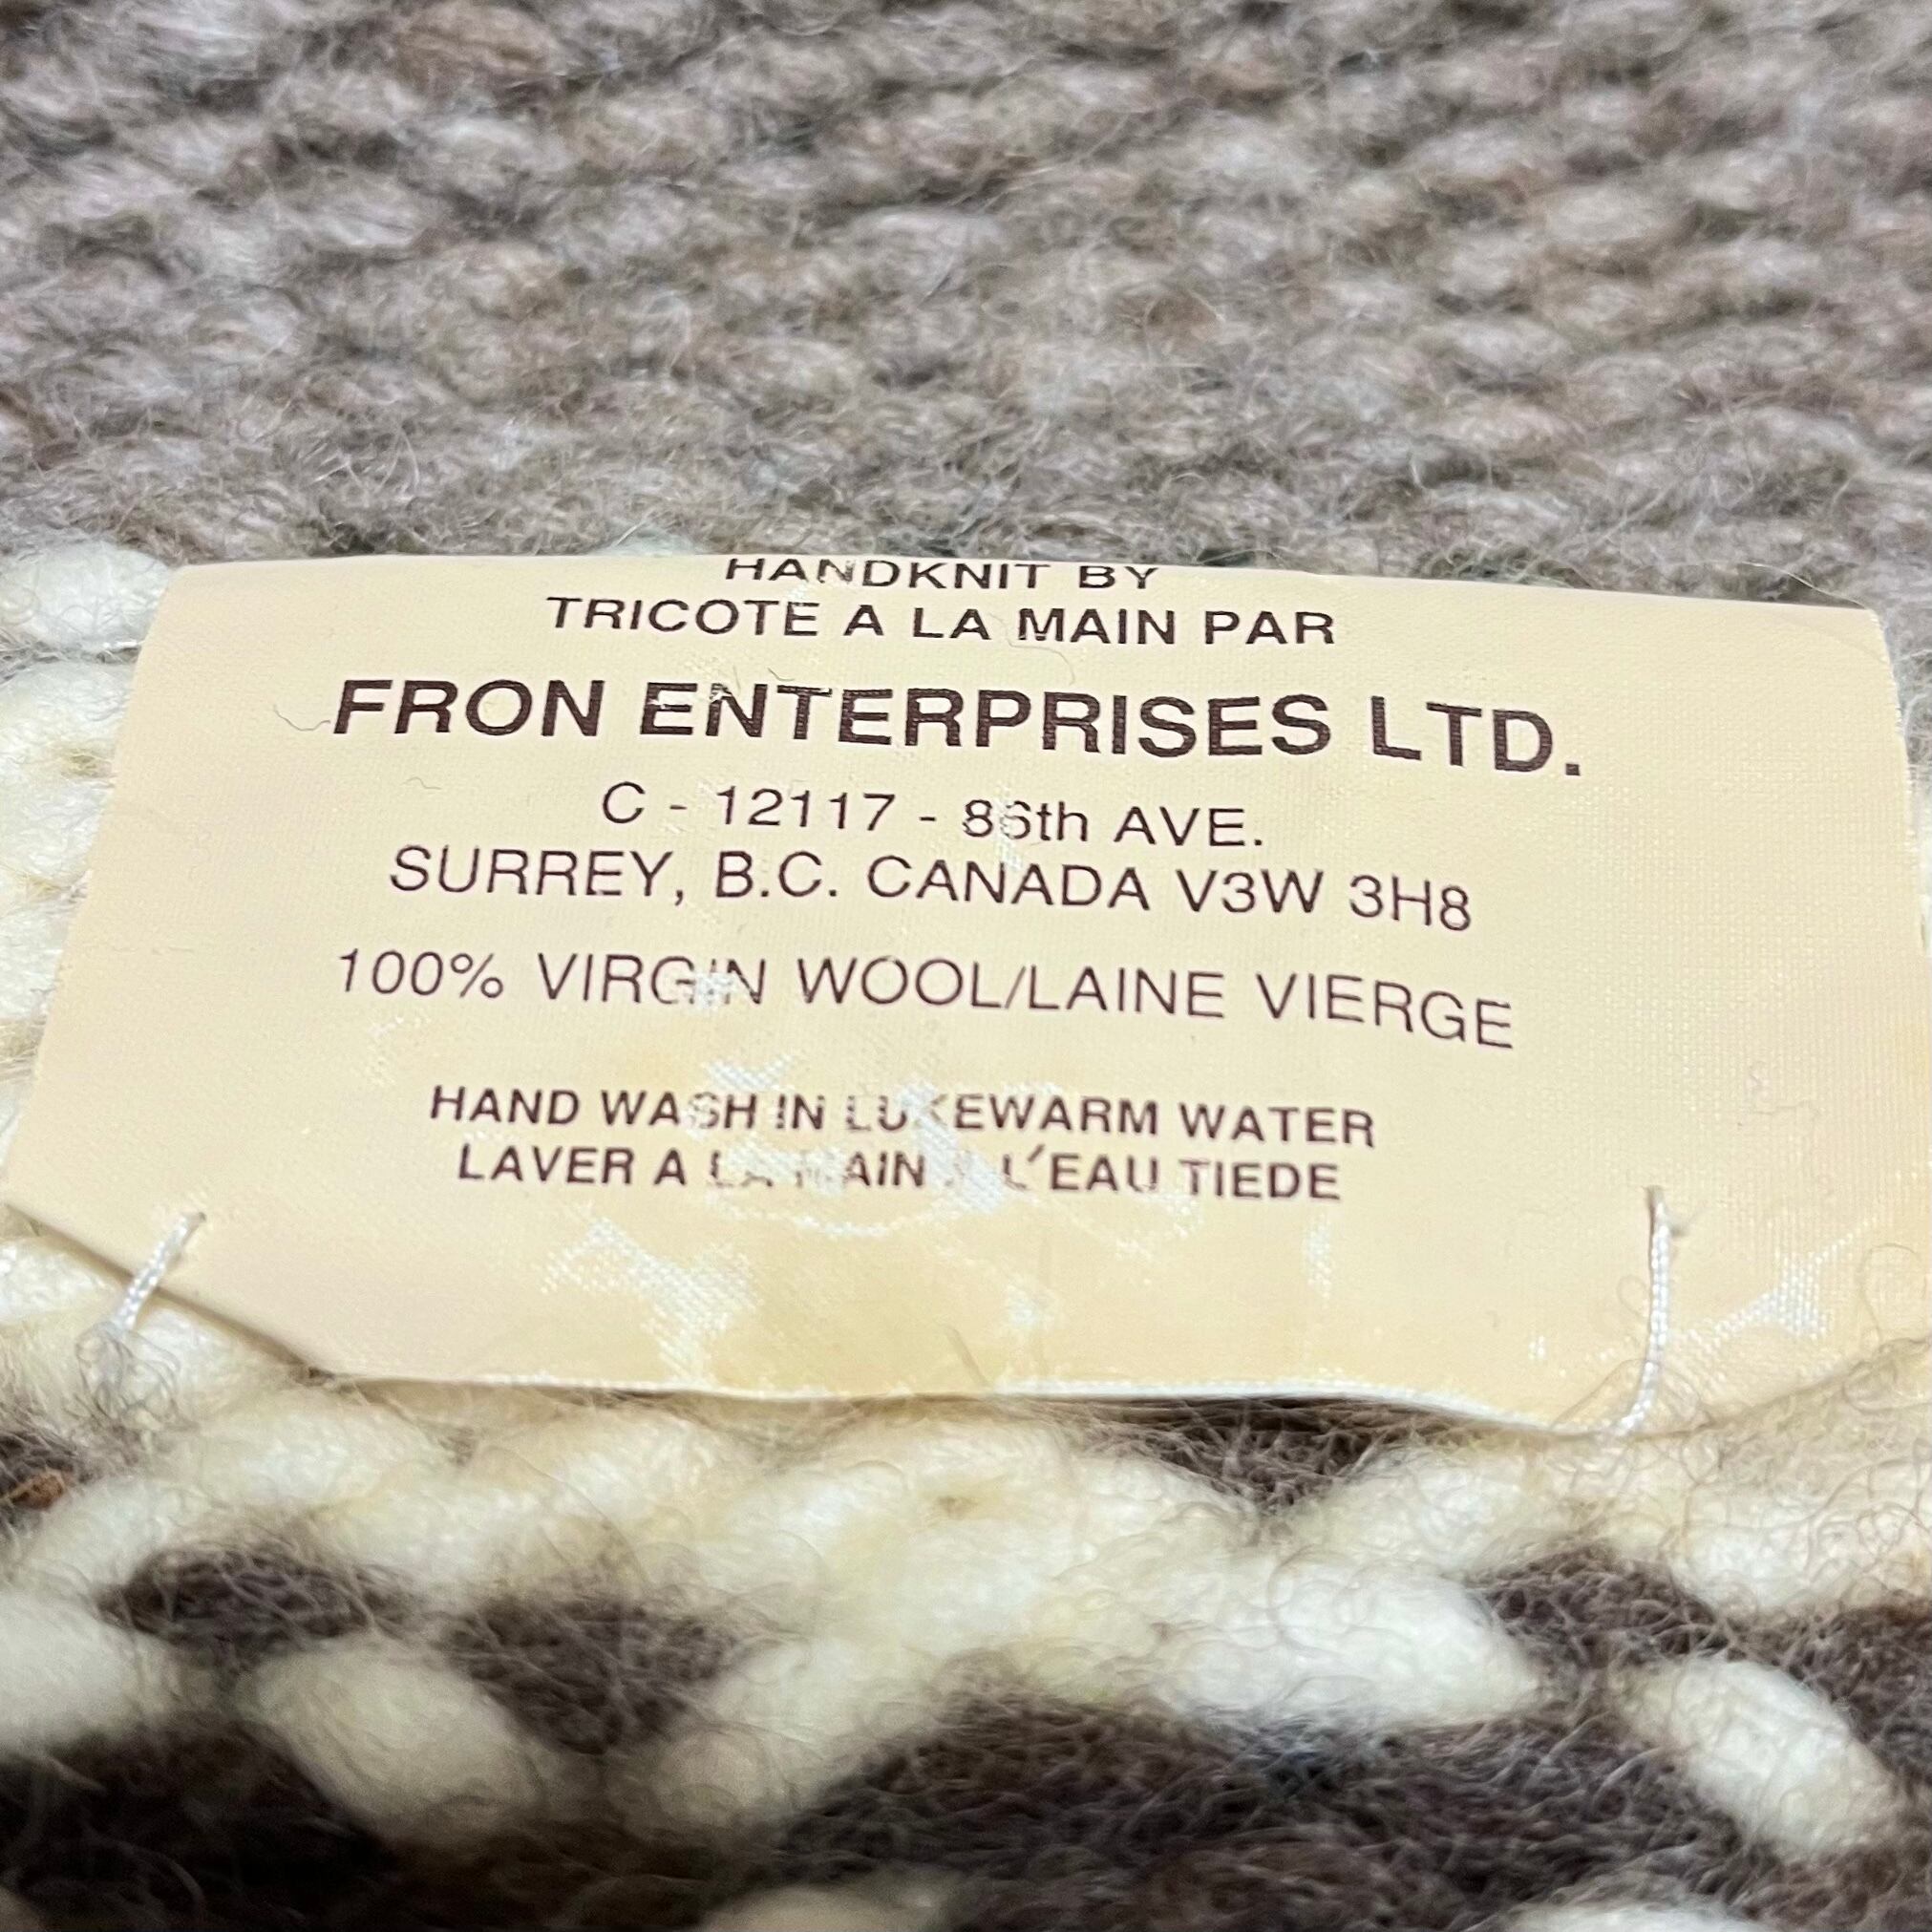 HANDKNIT BY
TRICOTE A LA MAIN PAR
FRON ENTERPRISES LTD.
C - 12117 - 86th AVE.
SURREY, B.C. CANADA V3W 3H8
100% VIRGIN WOOL/LAINE VIERGE
HAND WASH IN LUKEWARM WATER
LAVER A LA MAIN A L'EAU TIEDE